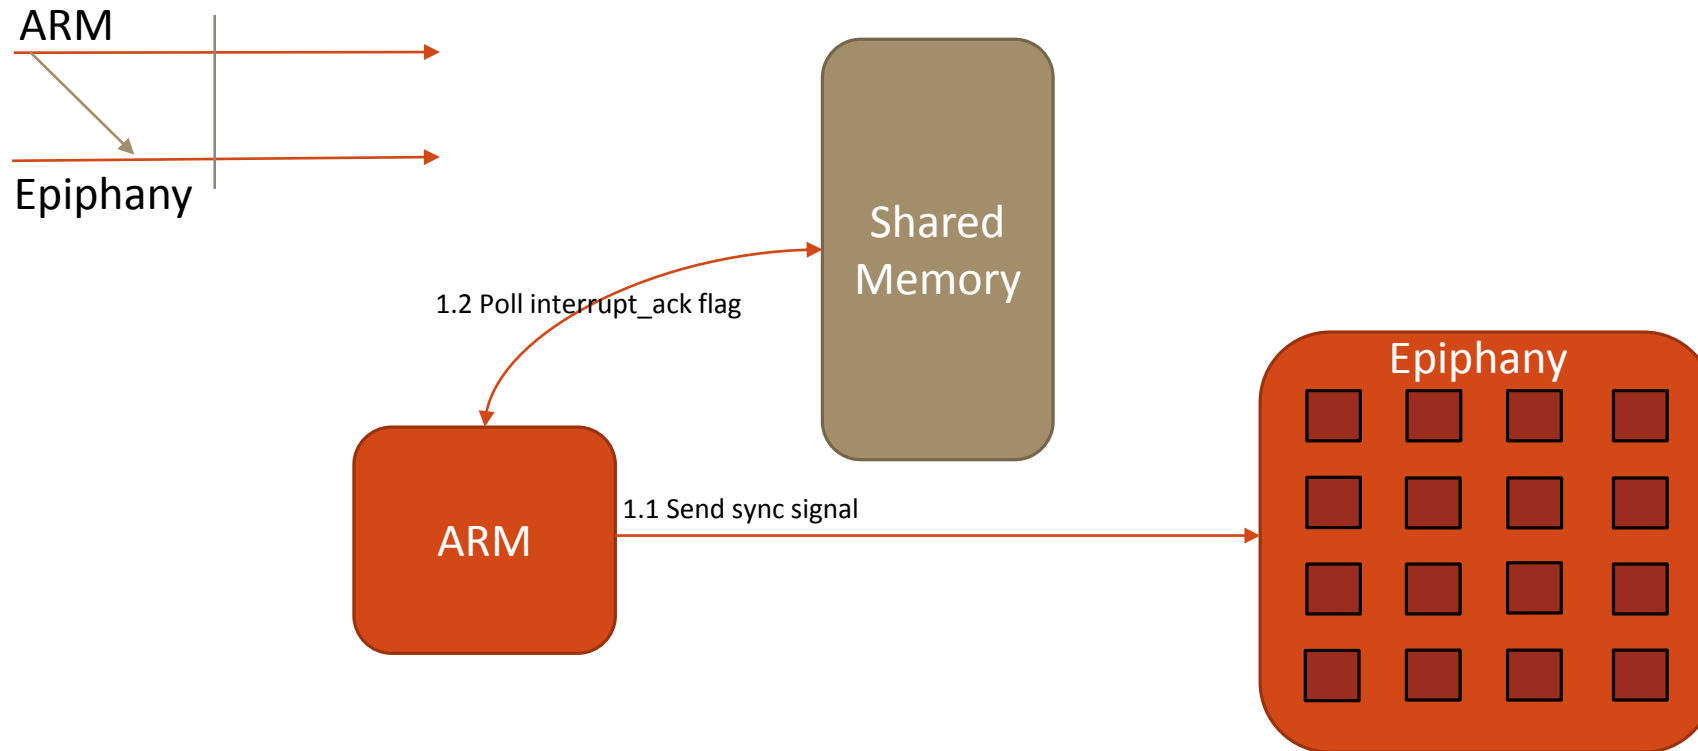 ARM
Epiphany
Shared
Memory
1.2 Poll interrupt_ack flag
Epiphany
1.1 Send sync signal
ARM